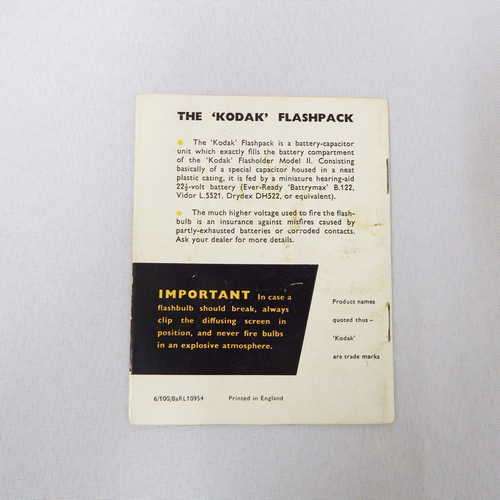 THE ‘KODAK’ FLASHPACK
The ‘Kodak’ Flashpack is a battery-capacitor
unit which exactly fills the battery compartment
of the ‘Kodak’ Flasholder Model II. Consisting
basically of a special capacitor housed in a neat
plastic casing, it is fed by a miniature hearing-aid
22½-volt battery (Ever-Ready ‘Battrymax’ B.122,
Vidor L.5521, Drydex DH522, or equivalent).
The much higher voltage used to fire the flash-
bulb is an insurance against misfires caused by
partly-exhausted batteries or corroded contacts.
Ask your dealer for more details.
IMPORTANT In case a
flashbulb should break, always
clip the diffusing screen in
position, and never fire bulbs
in an explosive atmosphere.
Product names
quoted thus –
‘Kodak’
are trade marks
Printed in England